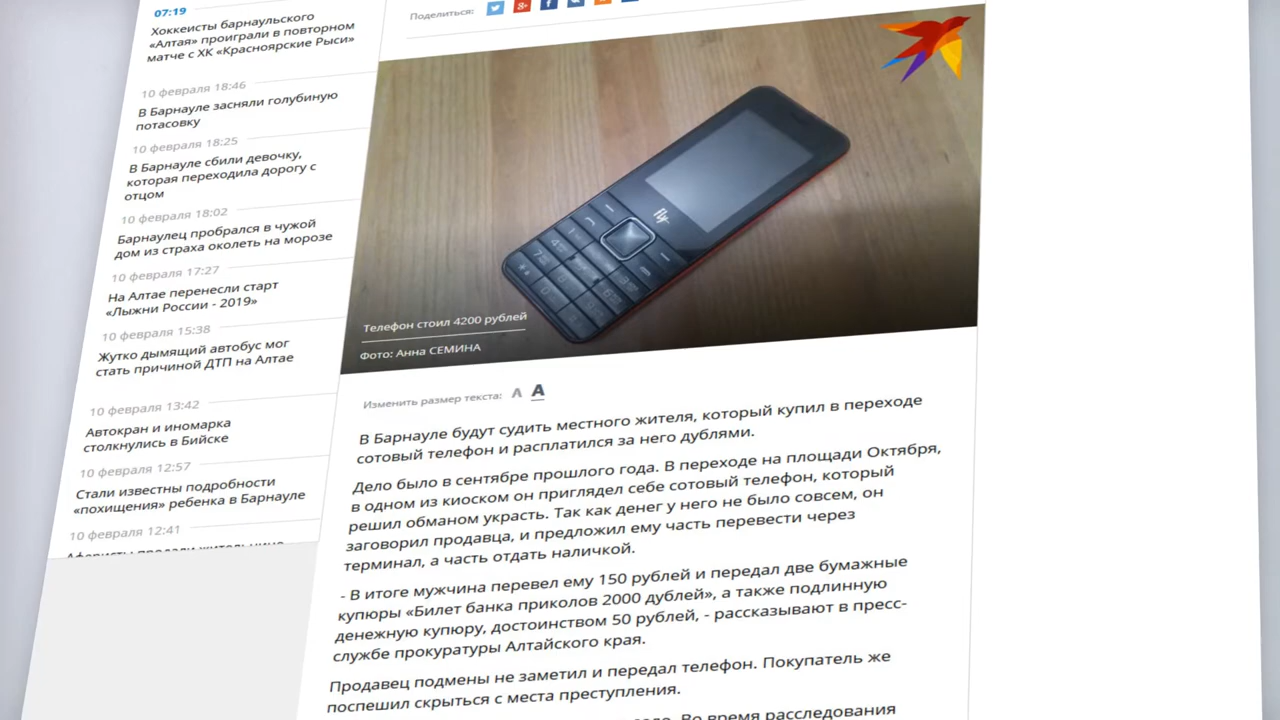 07:19
Хоккеисты барнаульского
«Алтая» проиграли в повторном
матче с ХК «Красноярские Рыси»
10 февраля 18:46
В Барнауле засняли голубиную
потасовку
10 февраля 18:25
В Барнауле сбили девочку,
которая переходила дорогу с
отцом
10 февраля 18:02
Барнаулец пробрался в чужой
дом из страха околеть на морозе
10 февраля 17:27
На Алтае перенесли старт
«Лыжни России - 2019»
10 февраля 15:38
Жутко дымящий автобус мог
стать причиной ДТП на Алтае
10 февраля 13:42
Автокран и иномарка
столкнулись в Бийске
10 февраля 12:57
Стали известны подробности
«похищения» ребенка в Барнауле
10 февраля 12:41
Поделиться:
Fly
Телефон стоил 4200 рублей
Фото: Анна СЕМИНА
Изменить размер текста: А А
В Барнауле будут судить местного жителя, который купил в переходе
сотовый телефон и расплатился за него дублями.
Дело было в сентябре прошлого года. В переходе на площади Октября,
в одном из киоском он приглядел себе сотовый телефон, который
решил обманом украсть. Так как денег у него не было совсем, он
заговорил продавца, и предложил ему часть перевести через
терминал, а часть отдать наличкой.
- В итоге мужчина перевел ему 150 рублей и передал две бумажные
купюры «Билет банка приколов 2000 дублей», а также подлинную
денежную купюру, достоинством 50 рублей, - рассказывают в пресс-
службе прокуратуры Алтайского края.
Продавец подмены не заметил и передал телефон. Покупатель же
поспешил скрыться с места преступления.
Во время расследования